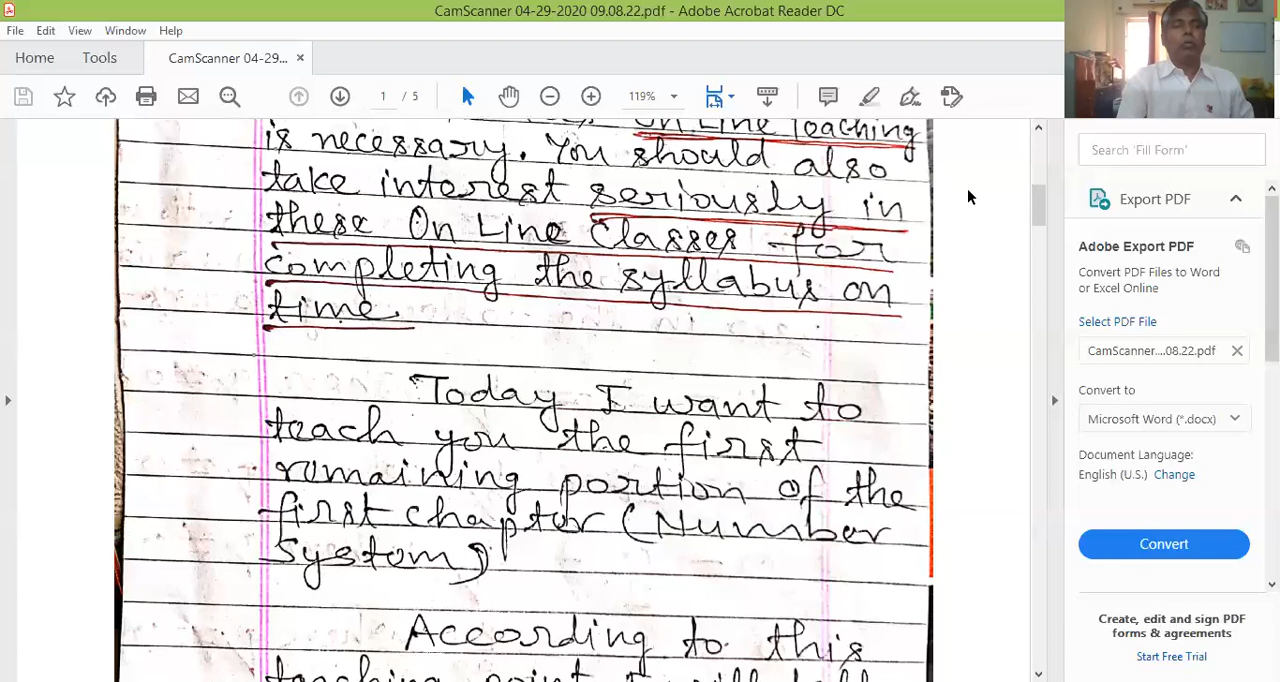 CamScanner 04-29-2020 09.08.22.pdf - Adobe Acrobat Reader DC
File Edit View Window Help
Home Tools CamScanner 04-29... ×
1 / 5 119%
On Line Teaching
is necessary. You should also
take interest seriously in
these On Line Classes for
completing the syllabus on
time.
Today I want to
teach you the first
remaining portion of the
first chapter (Number
System)
According to this
teaching point I will tell
Search 'Fill Form'
Export PDF
Adobe Export PDF
Convert PDF Files to Word
or Excel Online
Select PDF File
CamScanner....08.22.pdf
Convert to
Microsoft Word (*.docx)
Document Language:
English (U.S.) Change
Convert
Create, edit and sign PDF
forms & agreements
Start Free Trial